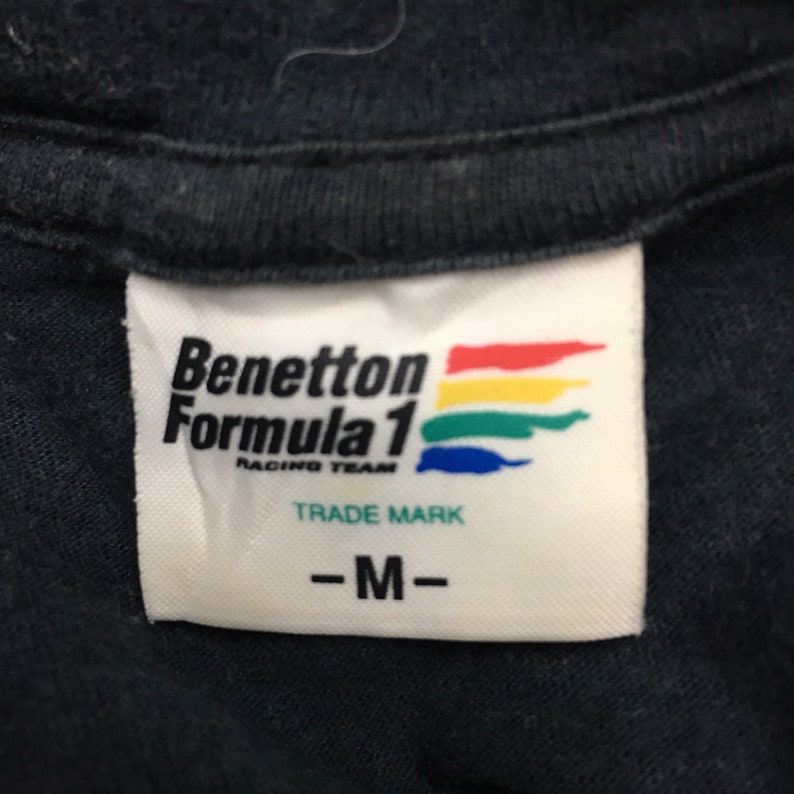 Benetton
Formula 1
RACING TEAM
TRADE MARK
-M-